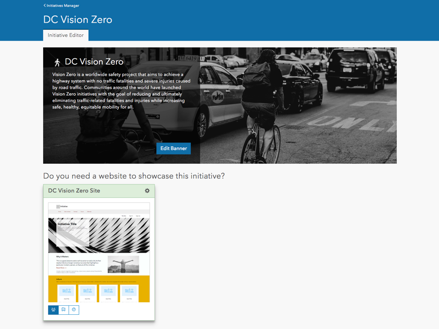 Initiatives Manager
DC Vision Zero
Initiative Editor
DC Vision Zero
Vision Zero is a worldwide safety project that aims to achieve a
highway system with no traffic fatalities and severe injuries caused
by road traffic. Communities around the world have launched
Vision Zero initiatives with the goal of reducing and ultimately
eliminating traffic-related fatalities and injuries while increasing
safe, healthy, equitable mobility for all.
Edit Banner
Do you need a website to showcase this initiative?
DC Vision Zero Site
Initiative Title